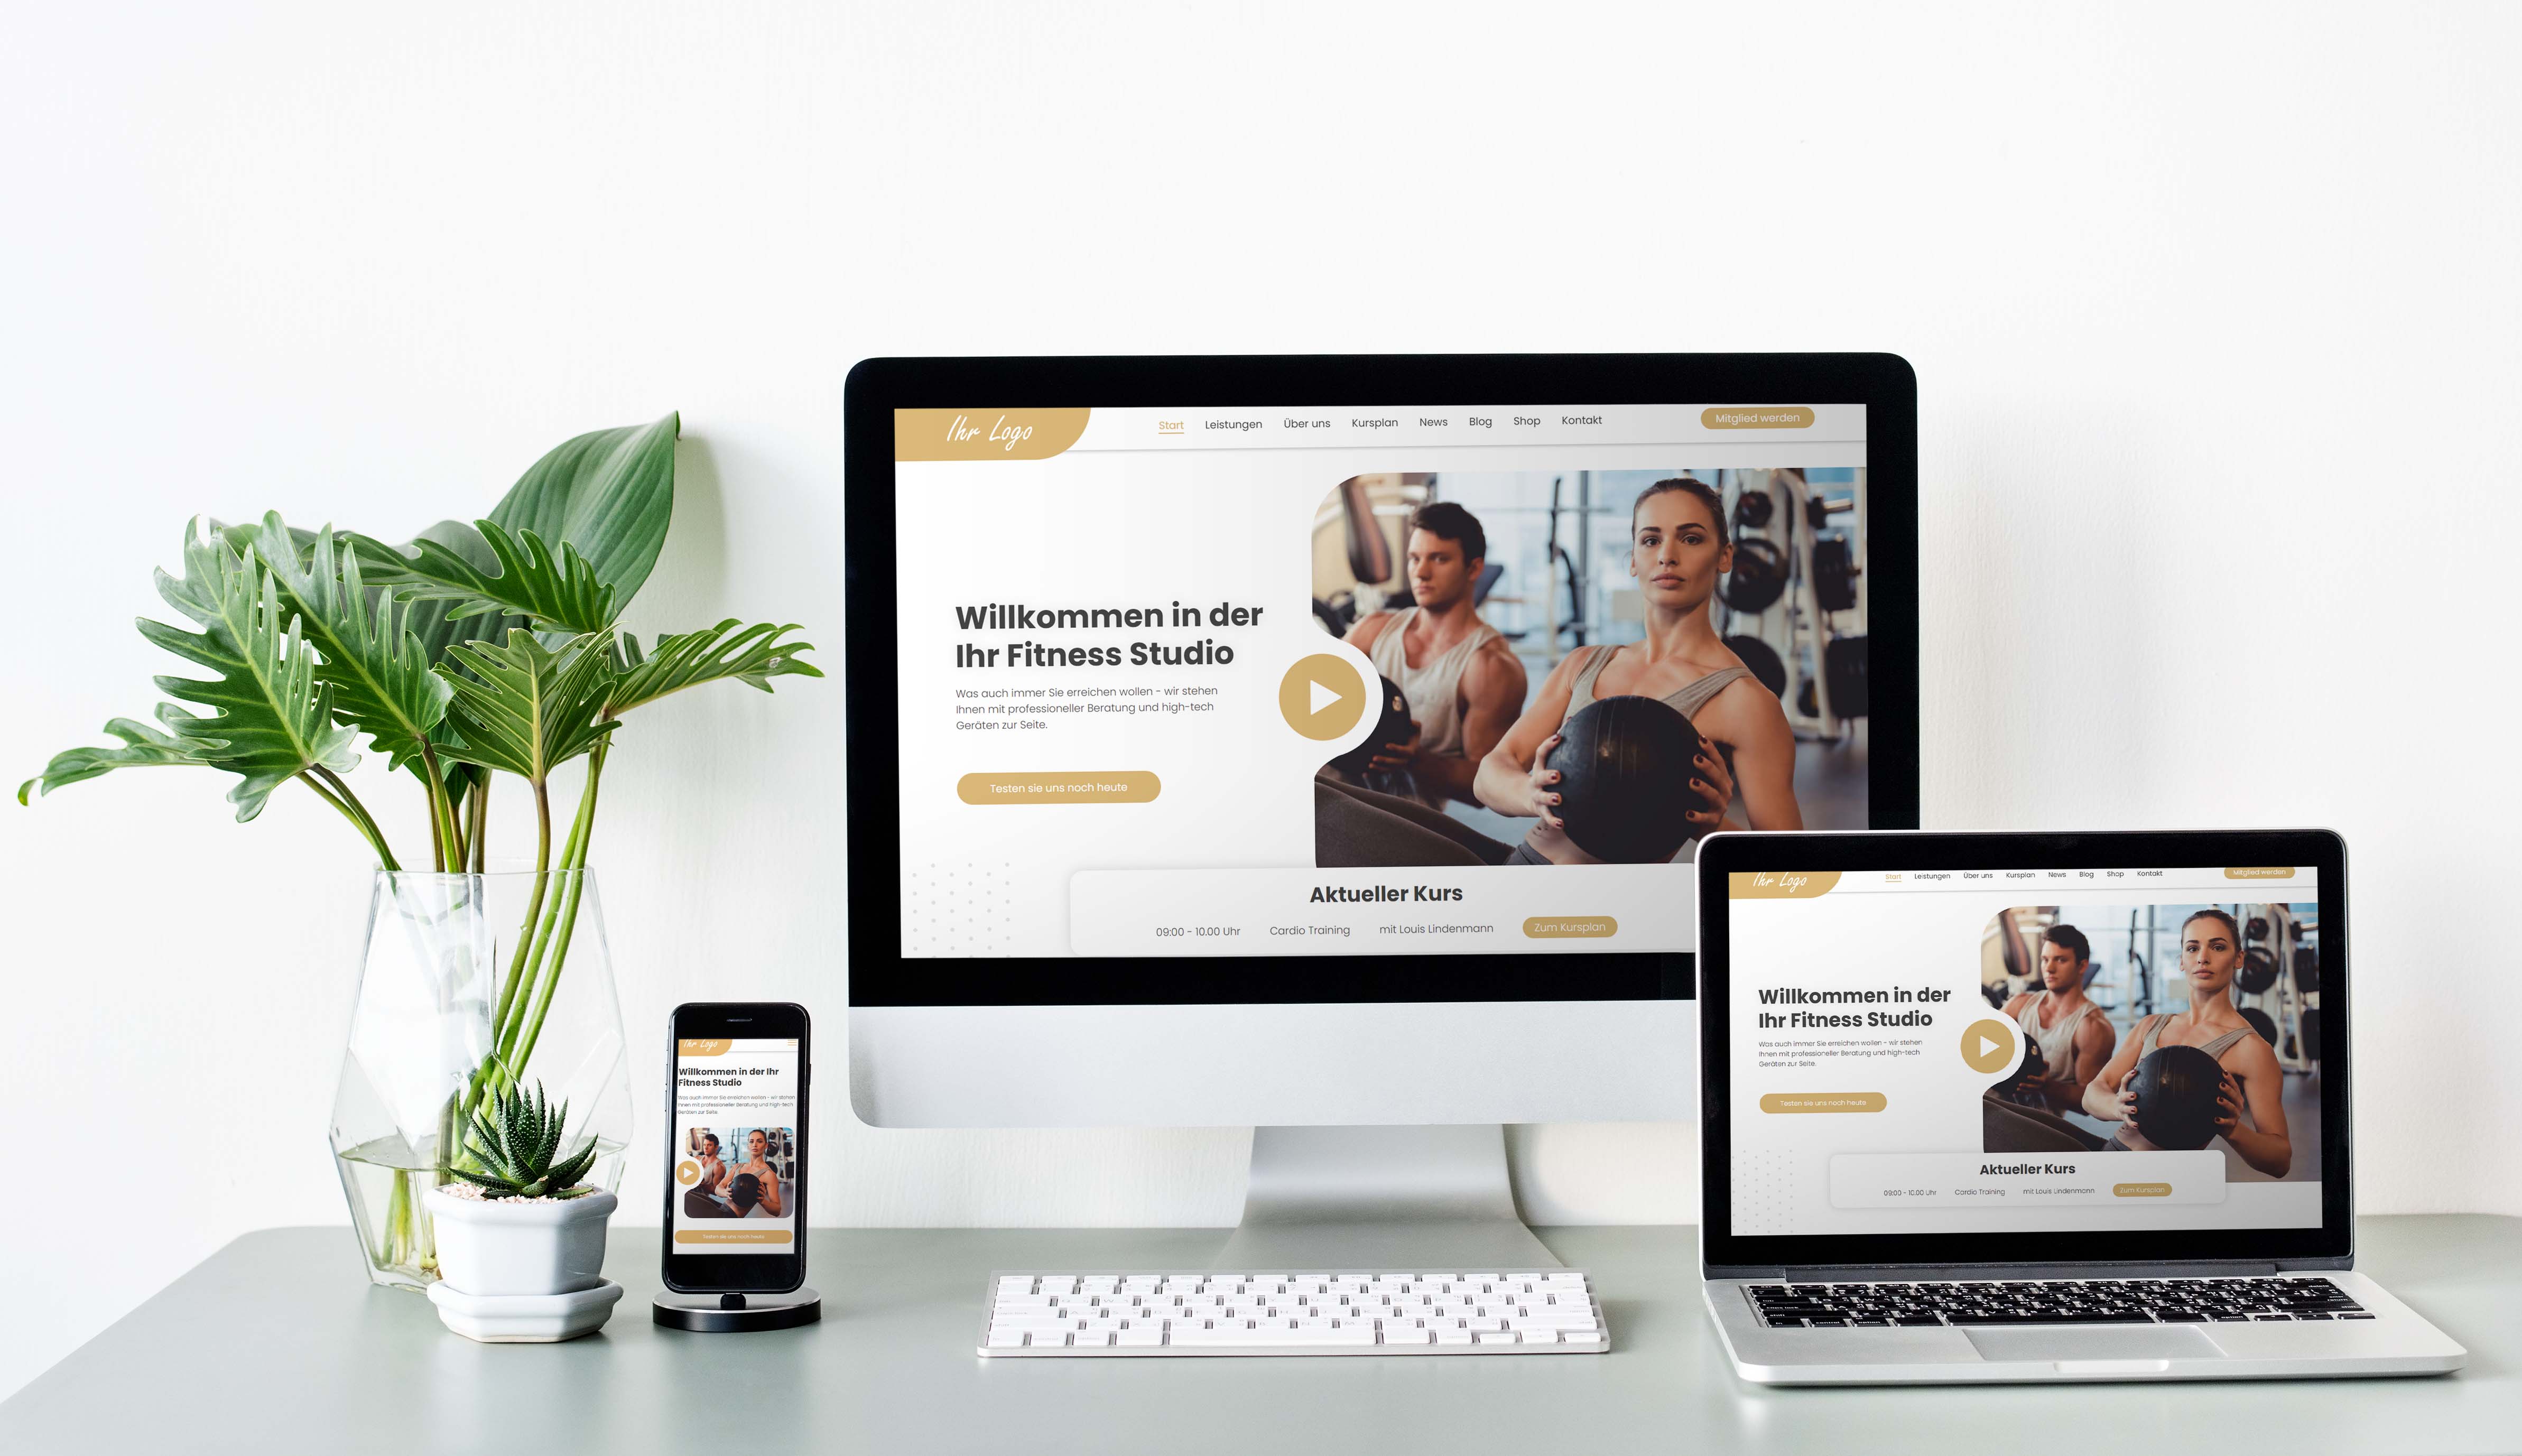 Ihr Logo
Start Leistungen Über uns Kursplan News Blog Shop Kontakt Mitglied werden
Willkommen in der
Ihr Fitness Studio
Was auch immer Sie erreichen wollen - wir stehen
Ihnen mit professioneller Beratung und high-tech
Geräten zur Seite.
Testen sie uns noch heute
Aktueller Kurs
09:00 - 10.00 Uhr Cardio Training mit Louis Lindenmann Zum Kursplan
Ihr Logo
Willkommen in der Ihr
Fitness Studio
Was auch immer Sie erreichen wollen - wir stehen
Ihnen mit professioneller Beratung und high-tech
Geräten zur Seite.
Testen sie uns noch heute
Ihr Logo
Start Leistungen Über uns Kursplan News Blog Shop Kontakt Mitglied werden
Willkommen in der
Ihr Fitness Studio
Was auch immer Sie erreichen wollen - wir stehen
Ihnen mit professioneller Beratung und high-tech
Geräten zur Seite.
Testen sie uns noch heute
Aktueller Kurs
09:00 - 10.00 Uhr Cardio Training mit Louis Lindenmann Zum Kursplan